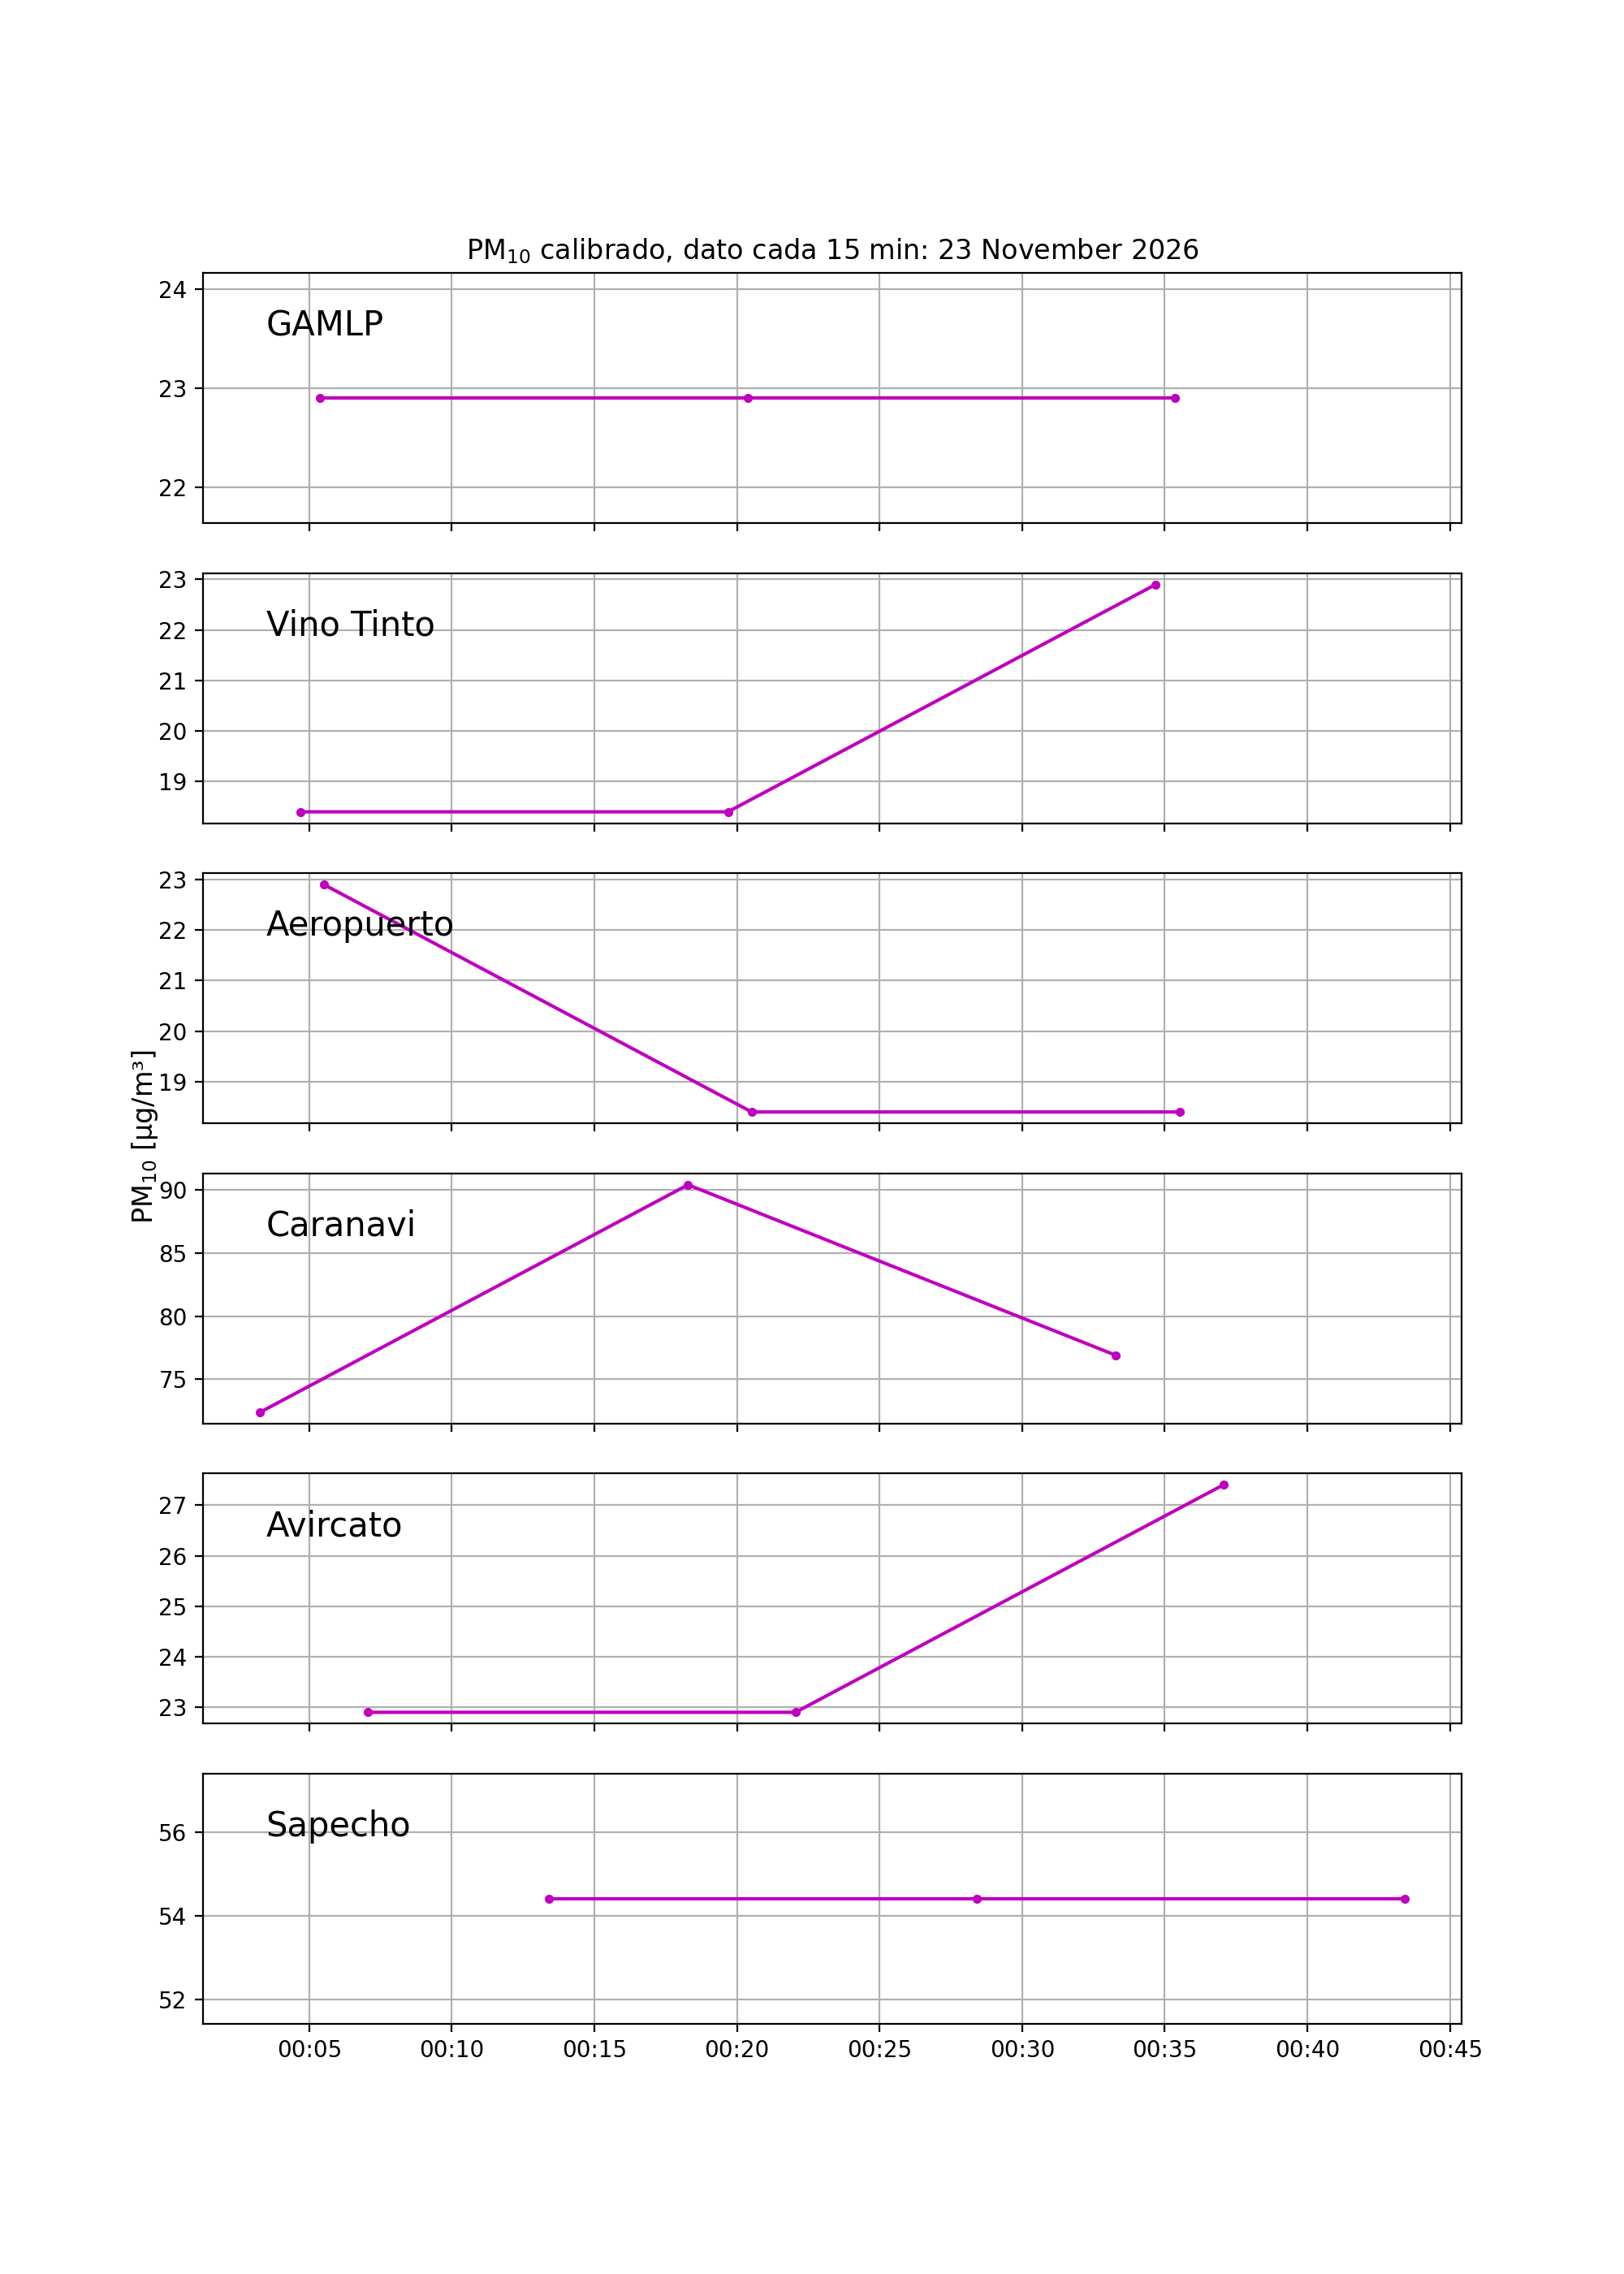 PM₁₀ calibrado, dato cada 15 min: 23 November 2026
24
GAMLP
23
22
23
Vino Tinto
22
21
20
19
23
Aeropuerto
22
21
20
19
PM₁₀ [µg/m³]
90
Caranavi
85
80
75
27
Avircato
26
25
24
23
Sapecho
56
54
52
00:05 00:10 00:15 00:20 00:25 00:30 00:35 00:40 00:45